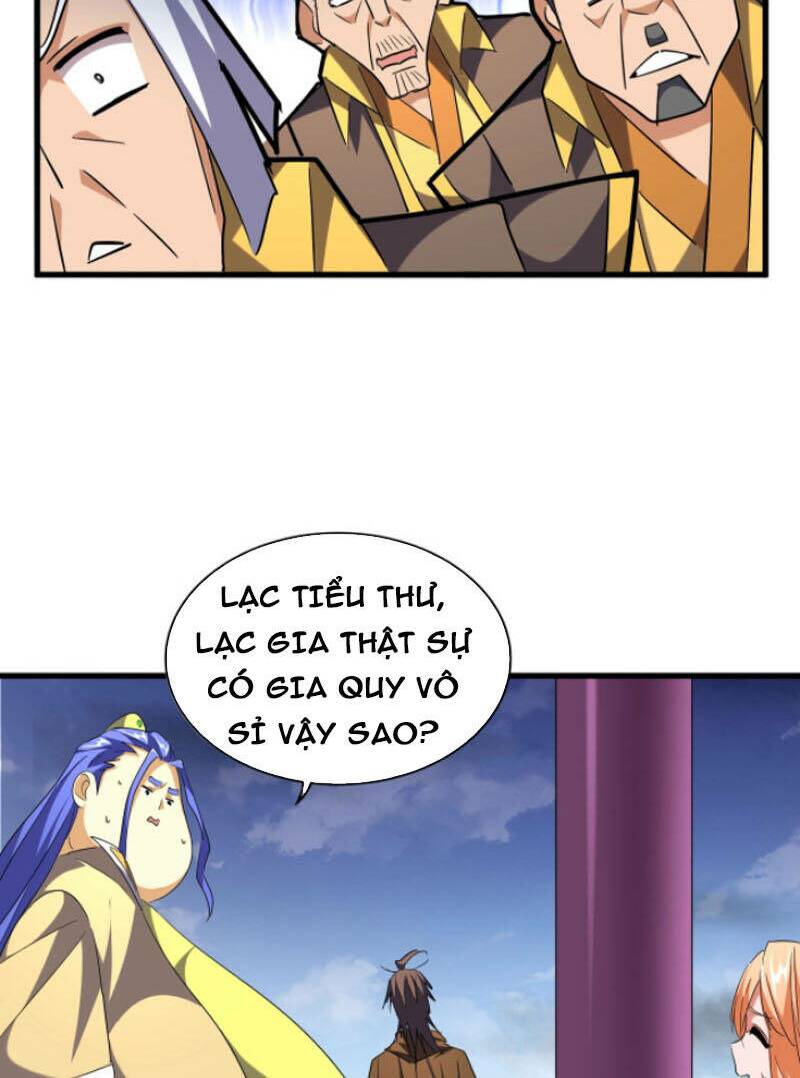 LẠC TIỂU THƯ,
LẠC GIA THẬT SỰ
CÓ GIA QUY VÔ
SỈ VẬY SAO?